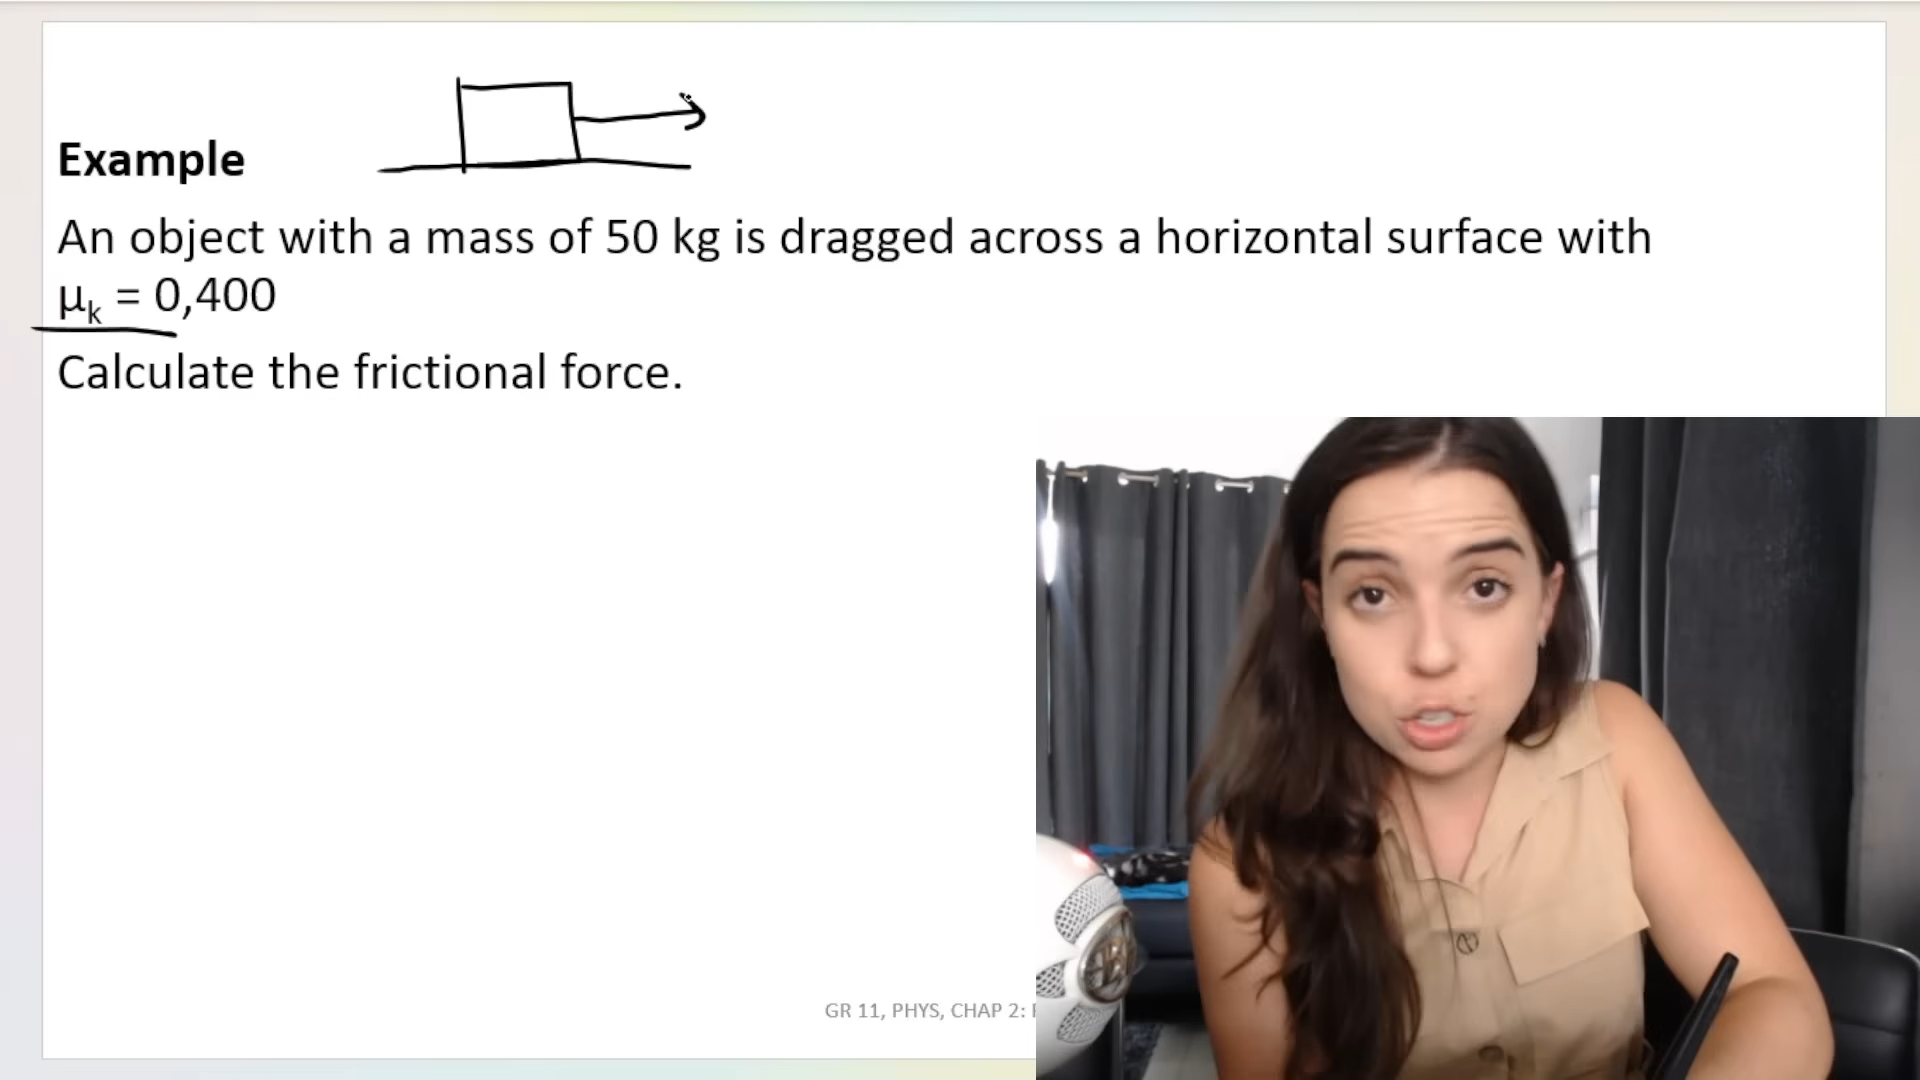 Example
An object with a mass of 50 kg is dragged across a horizontal surface with
μk = 0,400
Calculate the frictional force.
GR 11, PHYS, CHAP 2: